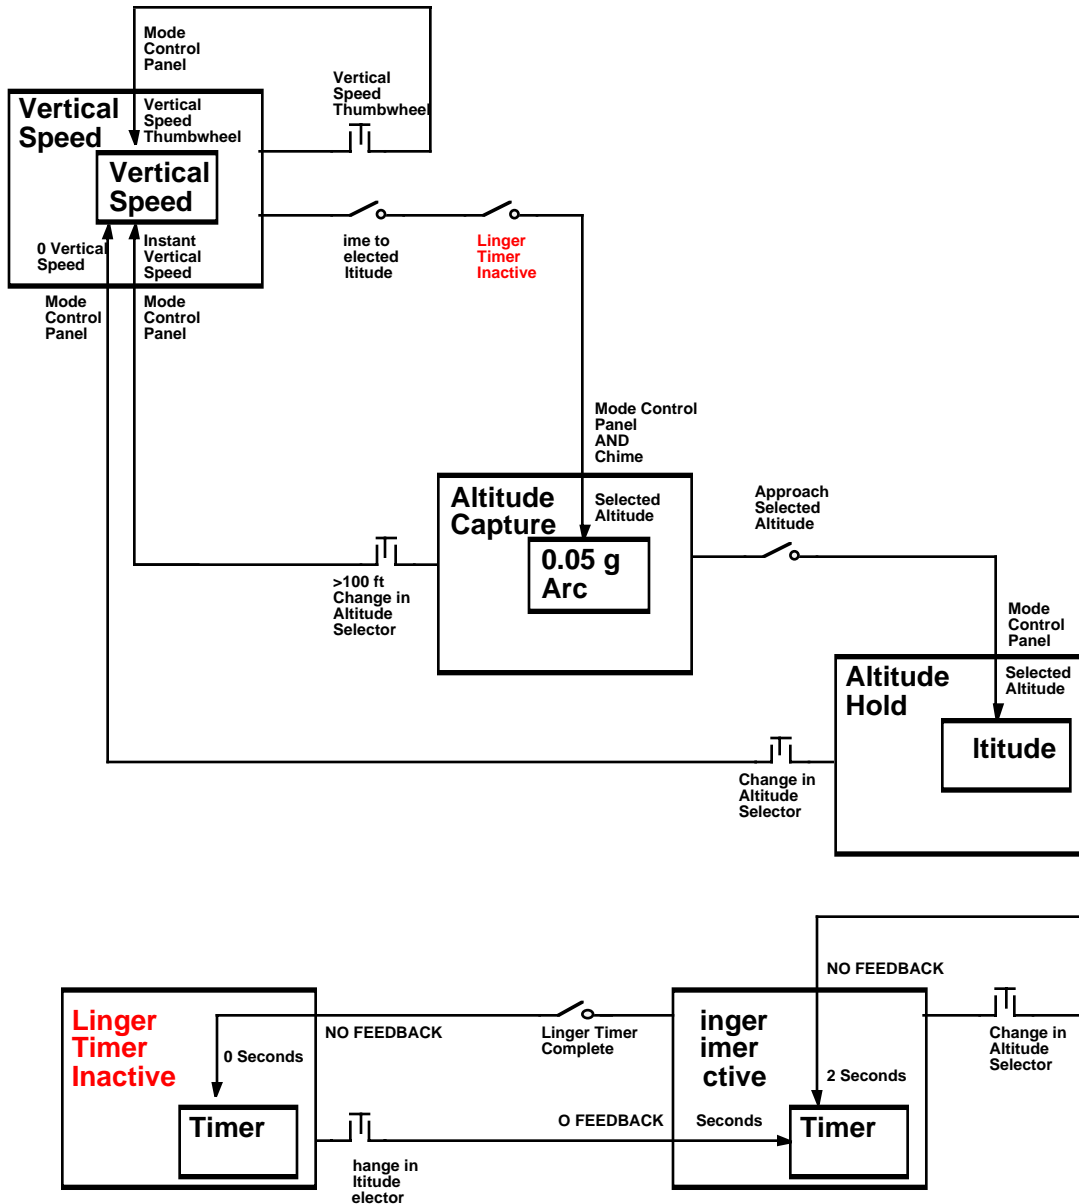 Mode
Control
Panel
Vertical
Speed
Vertical
Speed
Thumbwheel
Vertical
Speed
Thumbwheel
Vertical
Speed
0 Vertical
Speed
Instant
Vertical
Speed
ime to
elected
ltitude
Linger
Timer
Inactive
Mode
Control
Panel
Mode
Control
Panel
Mode Control
Panel
AND
Chime
Altitude
Capture
Selected
Altitude
Approach
Selected
Altitude
0.05 g
Arc
>100 ft
Change in
Altitude
Selector
Mode
Control
Panel
Altitude
Hold
Selected
Altitude
ltitude
Change in
Altitude
Selector
NO FEEDBACK
Linger
Timer
Inactive
NO FEEDBACK
Linger Timer
Complete
inger
imer
ctive
Change in
Altitude
Selector
0 Seconds
2 Seconds
Timer
O FEEDBACK
Seconds
Timer
hange in
ltitude
elector